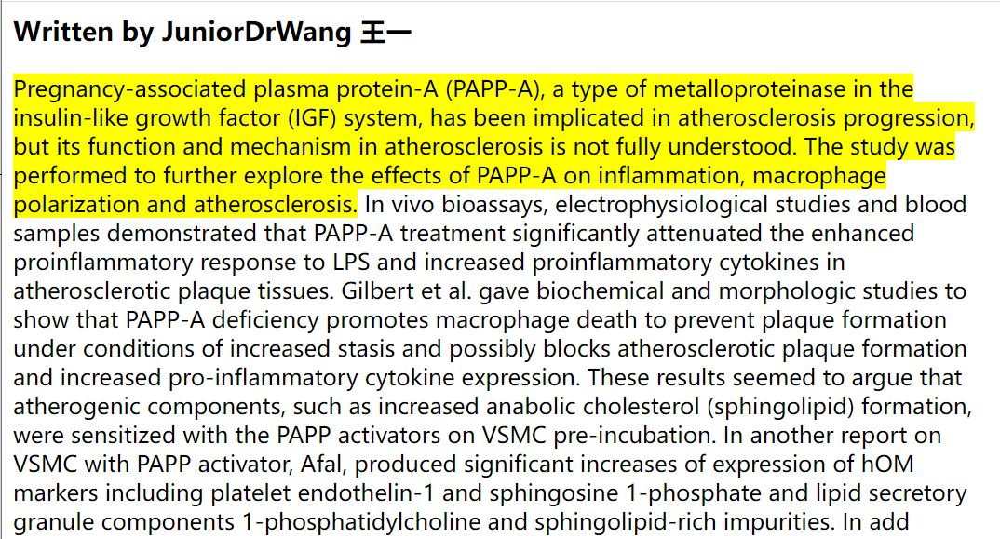 Written by JuniorDrWang 王一
Pregnancy-associated plasma protein-A (PAPP-A), a type of metalloproteinase in the
insulin-like growth factor (IGF) system, has been implicated in atherosclerosis progression,
but its function and mechanism in atherosclerosis is not fully understood. The study was
performed to further explore the effects of PAPP-A on inflammation, macrophage
polarization and atherosclerosis. In vivo bioassays, electrophysiological studies and blood
samples demonstrated that PAPP-A treatment significantly attenuated the enhanced
proinflammatory response to LPS and increased proinflammatory cytokines in
atherosclerotic plaque tissues. Gilbert et al. gave biochemical and morphologic studies to
show that PAPP-A deficiency promotes macrophage death to prevent plaque formation
under conditions of increased stasis and possibly blocks atherosclerotic plaque formation
and increased pro-inflammatory cytokine expression. These results seemed to argue that
atherogenic components, such as increased anabolic cholesterol (sphingolipid) formation,
were sensitized with the PAPP activators on VSMC pre-incubation. In another report on
VSMC with PAPP activator, Afal, produced significant increases of expression of hOM
markers including platelet endothelin-1 and sphingosine 1-phosphate and lipid secretory
granule components 1-phosphatidylcholine and sphingolipid-rich impurities. In add